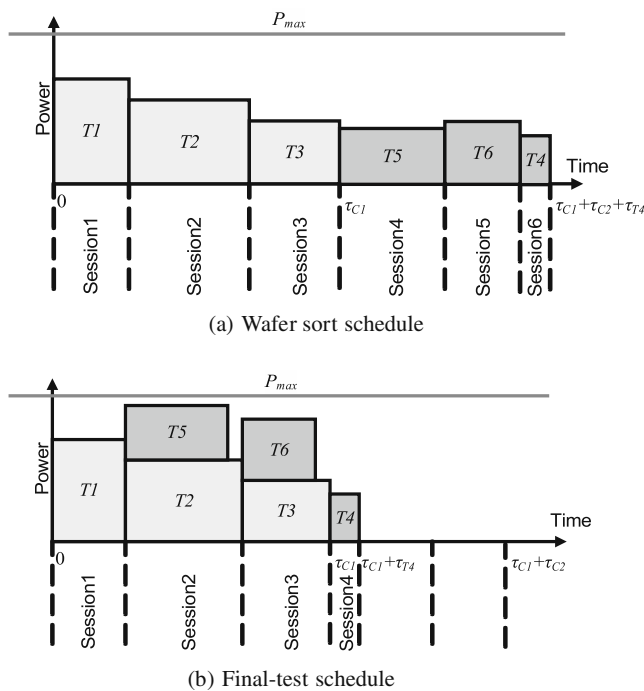 P_max
Power
T1
T2
T3
T5
T6
T4
Time
0
τ_C1
τ_C1+τ_C2+τ_T4
Session1
Session2
Session3
Session4
Session5
Session6
(a) Wafer sort schedule
P_max
Power
T1
T5
T2
T6
T3
T4
Time
0
τ_C1
τ_C1+τ_T4
τ_C1+τ_C2
Session1
Session2
Session3
Session4
(b) Final-test schedule